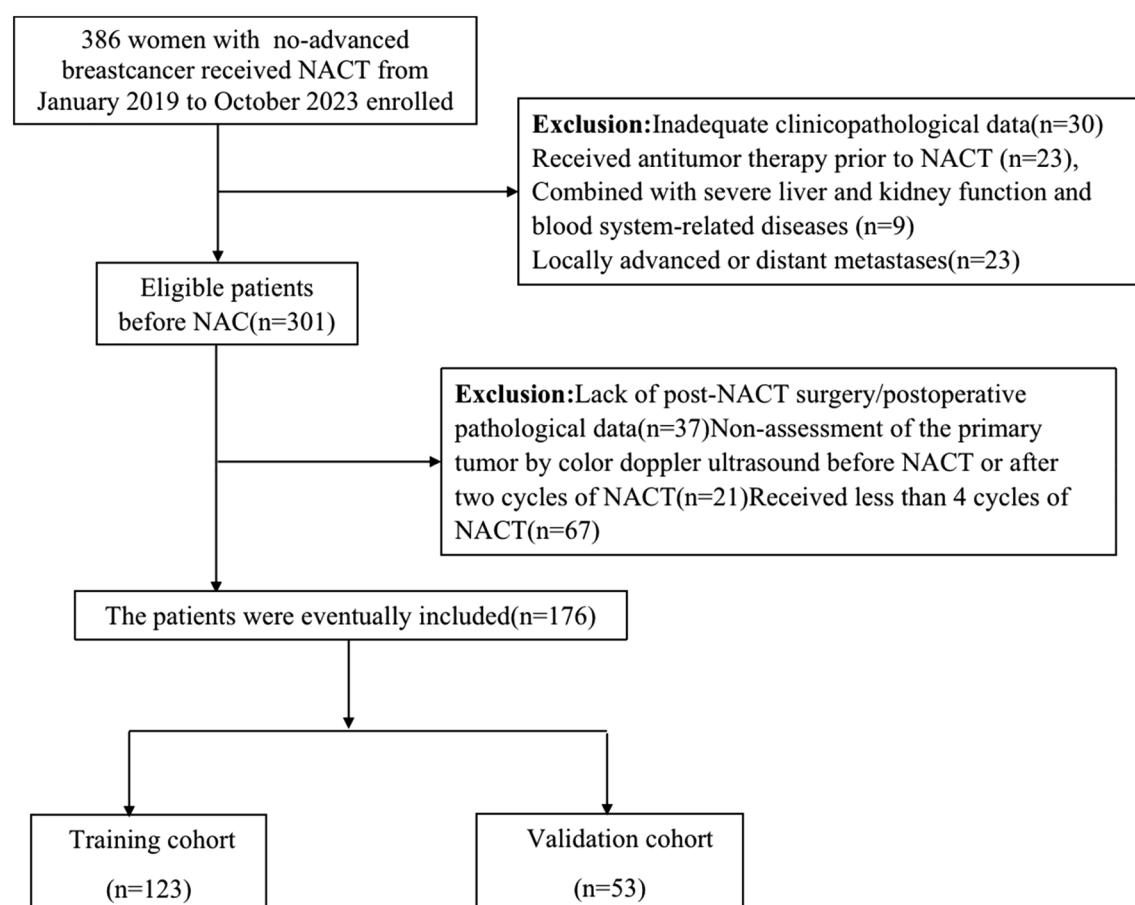 386 women with no-advanced
breastcancer received NACT from
January 2019 to October 2023 enrolled
Exclusion:Inadequate clinicopathological data(n=30)
Received antitumor therapy prior to NACT (n=23),
Combined with severe liver and kidney function and
blood system-related diseases (n=9)
Locally advanced or distant metastases(n=23)
Eligible patients
before NAC(n=301)
Exclusion:Lack of post-NACT surgery/postoperative
pathological data(n=37)Non-assessment of the primary
tumor by color doppler ultrasound before NACT or after
two cycles of NACT(n=21)Received less than 4 cycles of
NACT(n=67)
The patients were eventually included(n=176)
Training cohort
(n=123)
Validation cohort
(n=53)